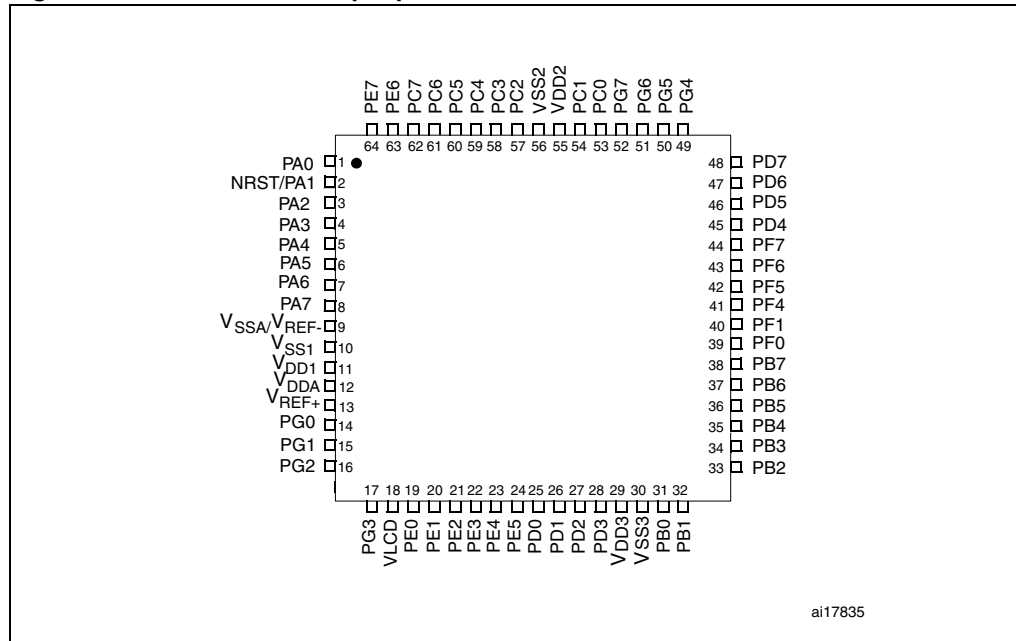 PE7 PE6 PC7 PC6 PC5 PC4 PC3 PC2 VSS2 VDD2 PC1 PC0 PG7 PG6 PG5 PG4
64 63 62 61 60 59 58 57 56 55 54 53 52 51 50 49
PA0 1 48 PD7
NRST/PA1 2 47 PD6
PA2 3 46 PD5
PA3 4 45 PD4
PA4 5 44 PF7
PA5 6 43 PF6
PA6 7 42 PF5
PA7 8 41 PF4
VSSA/VREF- 9 40 PF1
VSS1 10 39 PF0
VDD1 11 38 PB7
VDDA 12 37 PB6
VREF+ 13 36 PB5
PG0 14 35 PB4
PG1 15 34 PB3
PG2 16 33 PB2
17 18 19 20 21 22 23 24 25 26 27 28 29 30 31 32
PG3 VLCD PE0 PE1 PE2 PE3 PE4 PE5 PD0 PD1 PD2 PD3 VDD3 VSS3 PB0 PB1
ai17835